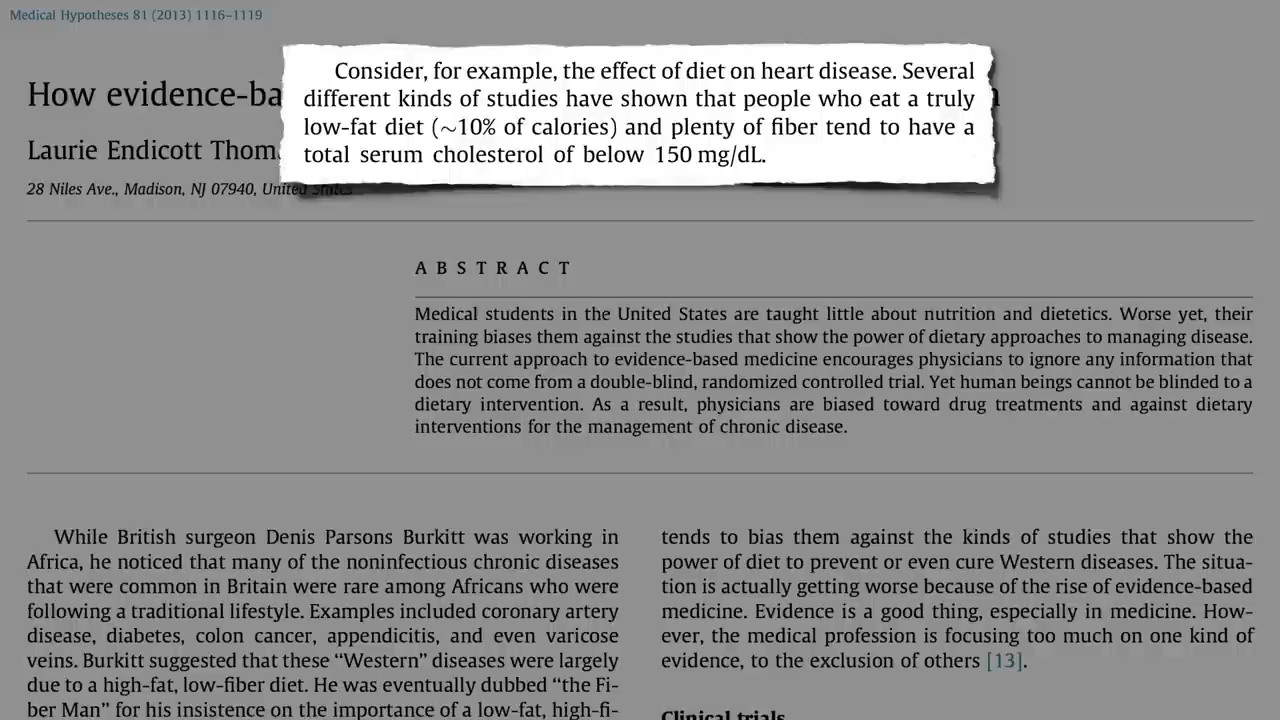 Medical Hypotheses 81 (2013) 1116–1119
Consider, for example, the effect of diet on heart disease. Several
different kinds of studies have shown that people who eat a truly
low-fat diet (∼10% of calories) and plenty of fiber tend to have a
total serum cholesterol of below 150 mg/dL.
How evidence-ba
Laurie Endicott Thom
28 Niles Ave., Madison, NJ 07940, United States
ABSTRACT
Medical students in the United States are taught little about nutrition and dietetics. Worse yet, their
training biases them against the studies that show the power of dietary approaches to managing disease.
The current approach to evidence-based medicine encourages physicians to ignore any information that
does not come from a double-blind, randomized controlled trial. Yet human beings cannot be blinded to a
dietary intervention. As a result, physicians are biased toward drug treatments and against dietary
interventions for the management of chronic disease.
While British surgeon Denis Parsons Burkitt was working in
Africa, he noticed that many of the noninfectious chronic diseases
that were common in Britain were rare among Africans who were
following a traditional lifestyle. Examples included coronary artery
disease, diabetes, colon cancer, appendicitis, and even varicose
veins. Burkitt suggested that these “Western” diseases were largely
due to a high-fat, low-fiber diet. He was eventually dubbed “the Fi-
ber Man” for his insistence on the importance of a low-fat, high-fi-
tends to bias them against the kinds of studies that show the
power of diet to prevent or even cure Western diseases. The situa-
tion is actually getting worse because of the rise of evidence-based
medicine. Evidence is a good thing, especially in medicine. How-
ever, the medical profession is focusing too much on one kind of
evidence, to the exclusion of others [13].
Clinical trials